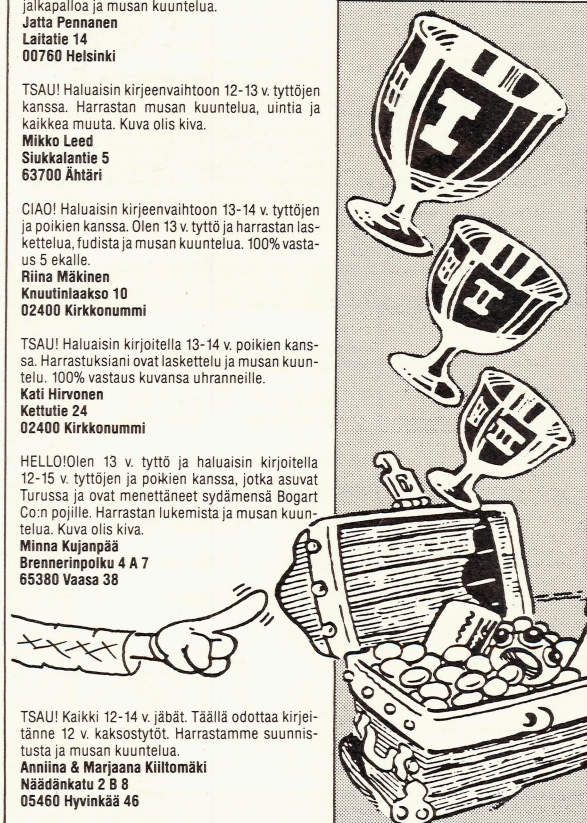 jalkapalloa ja musan kuuntelua.
Jatta Pennanen
Laitatie 14
00760 Helsinki
TSAU! Haluaisin kirjeenvaihtoon 12-13 v. tyttöjen
kanssa. Harrastan musan kuuntelua, uintia ja
kaikkea muuta. Kuva olis kiva.
Mikko Leed
Siukkalantie 5
63700 Ähtäri
CIAO! Haluaisin kirjeenvaihtoon 13-14 v. tyttöjen
ja poikien kanssa. Olen 13 v. tyttö ja harrastan las-
kettelua, fudista ja musan kuuntelua. 100% vasta-
us 5 ekalle.
Riina Mäkinen
Knuutinlaakso 10
02400 Kirkkonummi
TSAU! Haluaisin kirjoitella 13-14 v. poikien kans-
sa. Harrastuksiani ovat laskettelu ja musan kuun-
telu. 100% vastaus kuvansa uhranneille.
Kati Hirvonen
Kettutie 24
02400 Kirkkonummi
HELLO!Olen 13 v. tyttö ja haluaisin kirjoitella
12-15 v. tyttöjen ja poikien kanssa, jotka asuvat
Turussa ja ovat menettäneet sydämensä Bogart
Co:n pojille. Harrastan lukemista ja musan kuun-
telua. Kuva olis kiva.
Minna Kujanpää
Brennerinpolku 4 A 7
65380 Vaasa 38
TSAU! Kaikki 12-14 v. jäbät. Täällä odottaa kirjei-
tänne 12 v. kaksostytöt. Harrastamme suunnis-
tusta ja musan kuuntelua.
Anniina & Marjaana Kiiltomäki
Näädänkatu 2 B 8
05460 Hyvinkää 46
I
II
III